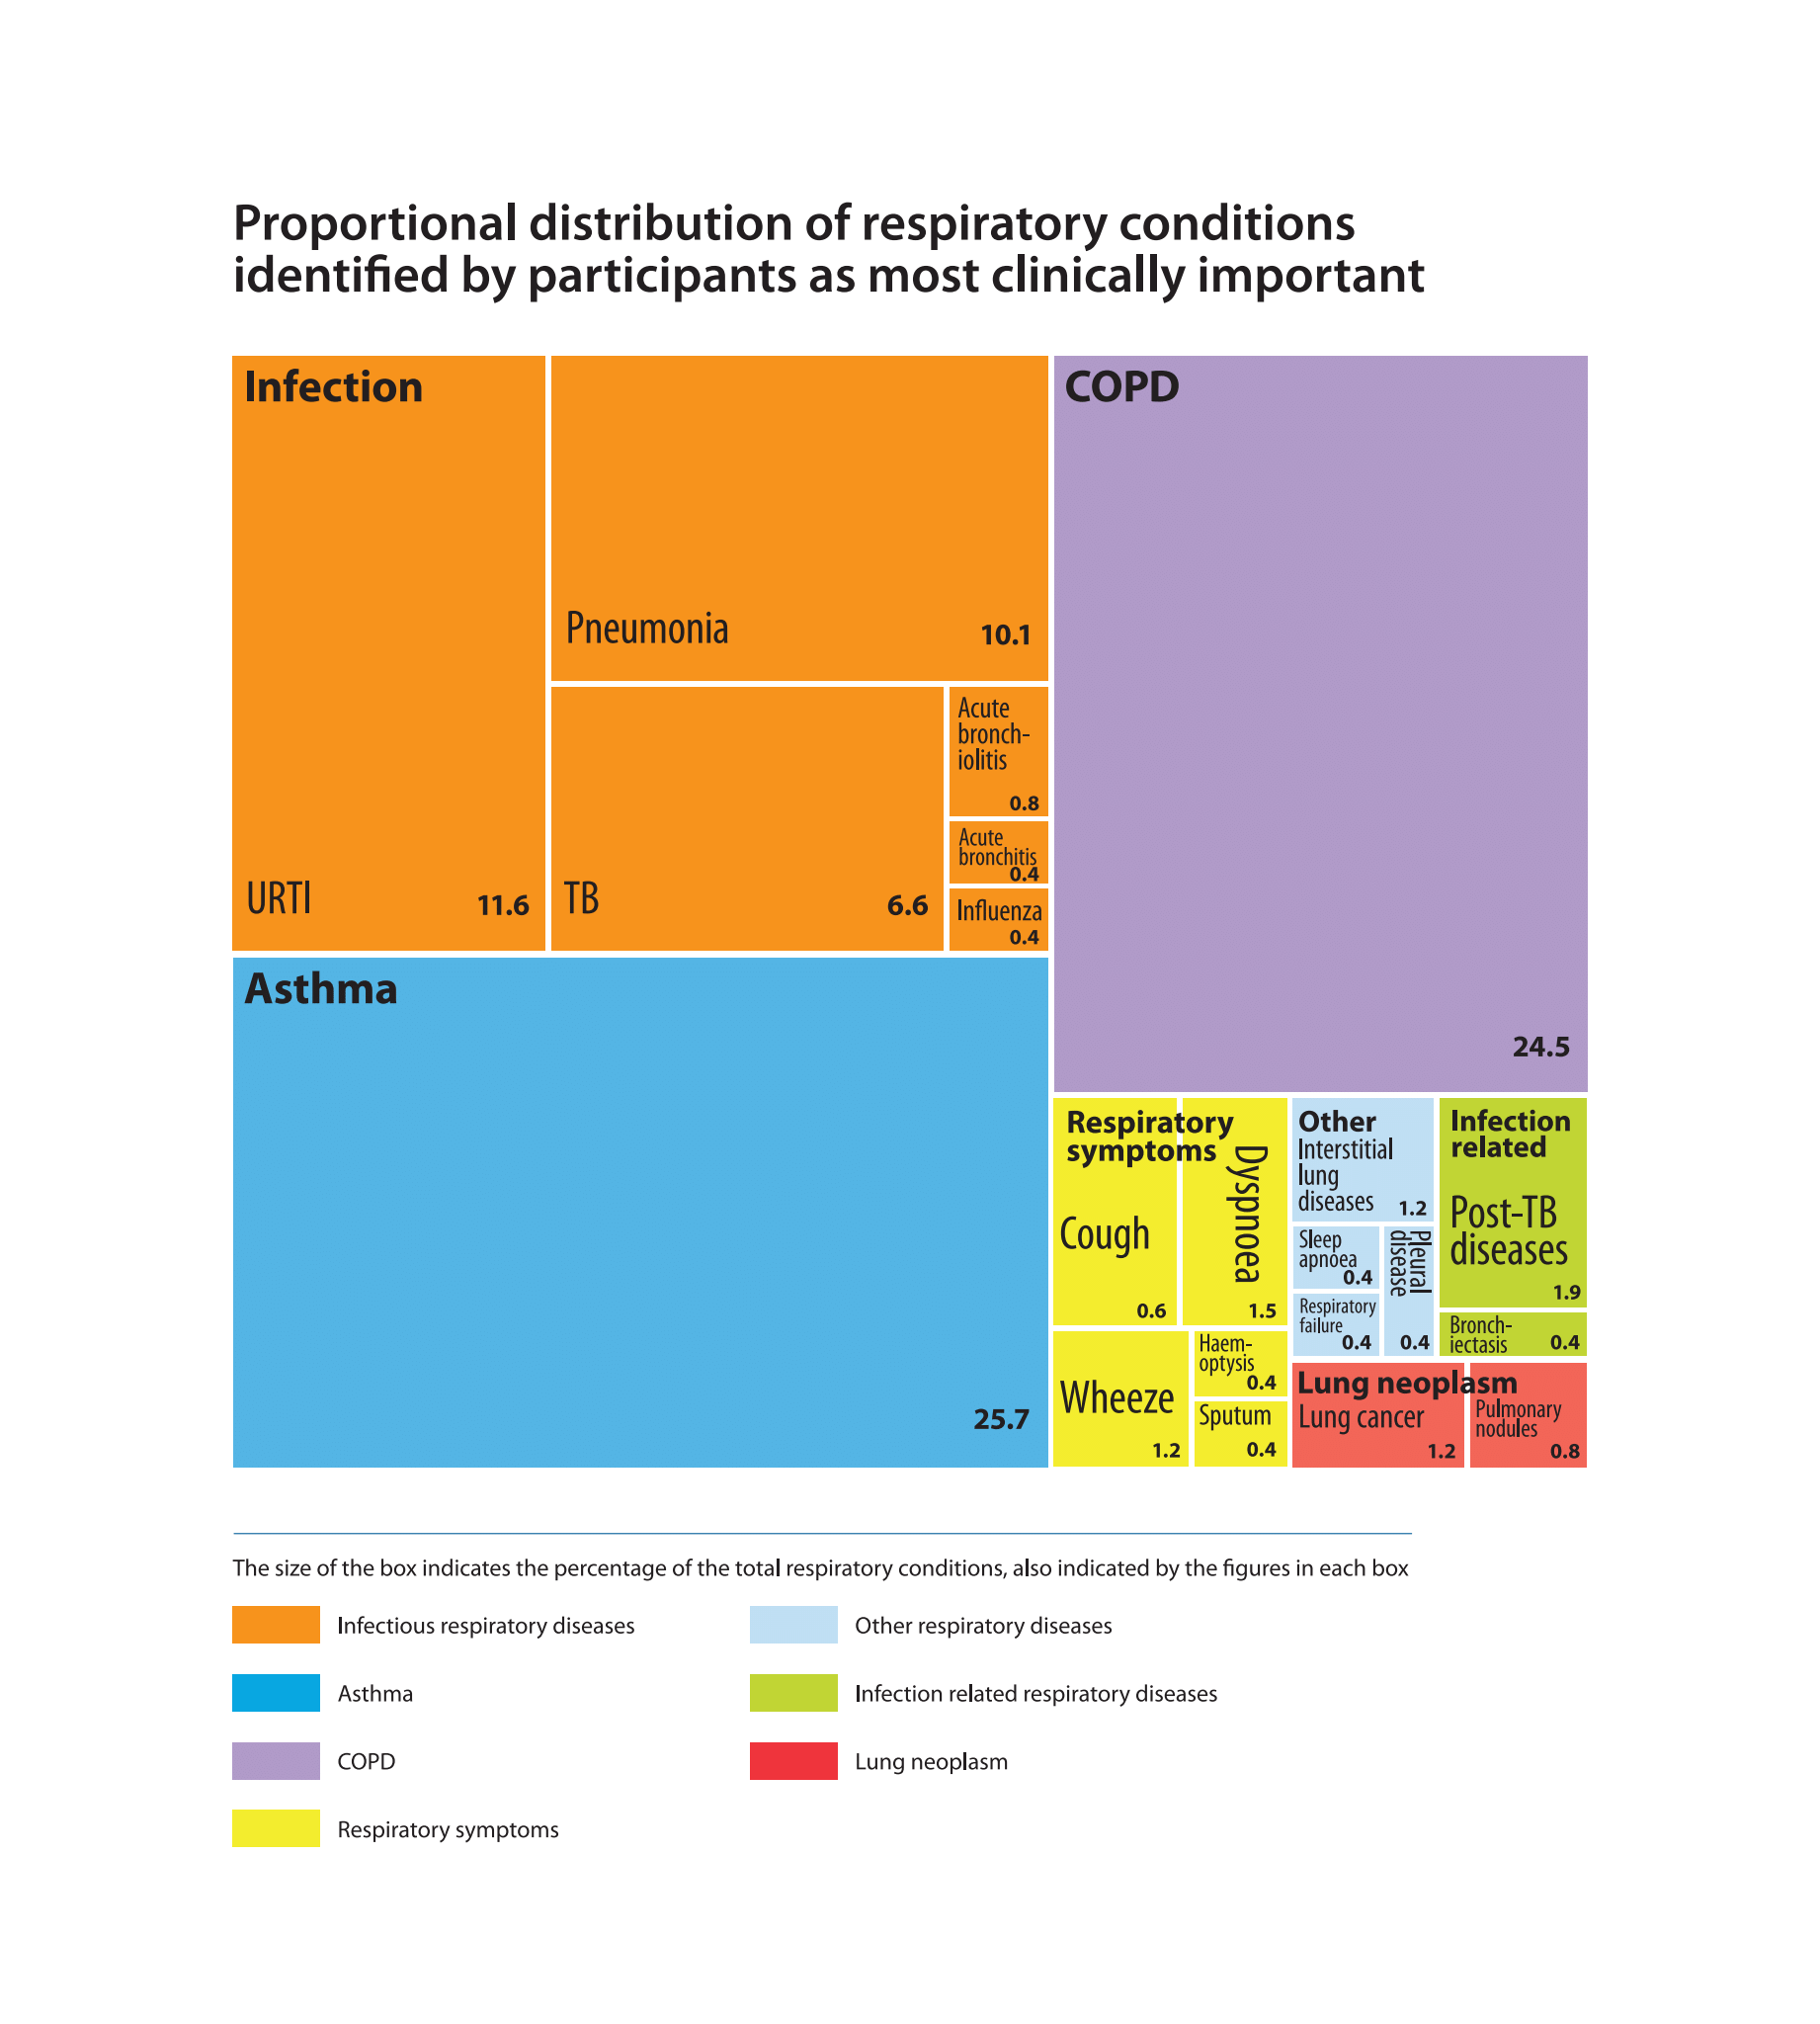 Proportional distribution of respiratory conditions
identified by participants as most clinically important
Infection
URTI
11.6
Pneumonia
10.1
TB
6.6
Acute
bronch-
iolitis
0.8
Acute
bronchitis
0.4
Influenza
0.4
COPD
24.5
Asthma
25.7
Respiratory
symptoms
Cough
0.6
Dyspnoea
1.5
Wheeze
1.2
Haem-
optysis
0.4
Sputum
0.4
Other
Interstitial
lung
diseases
1.2
Sleep
apnoea
0.4
Respiratory
failure
0.4
Pleural
disease
0.4
Infection
related
Post-TB
diseases
1.9
Bronch-
iectasis
0.4
Lung neoplasm
Lung cancer
1.2
Pulmonary
nodules
0.8
The size of the box indicates the percentage of the total respiratory conditions, also indicated by the figures in each box
Infectious respiratory diseases
Asthma
COPD
Respiratory symptoms
Other respiratory diseases
Infection related respiratory diseases
Lung neoplasm